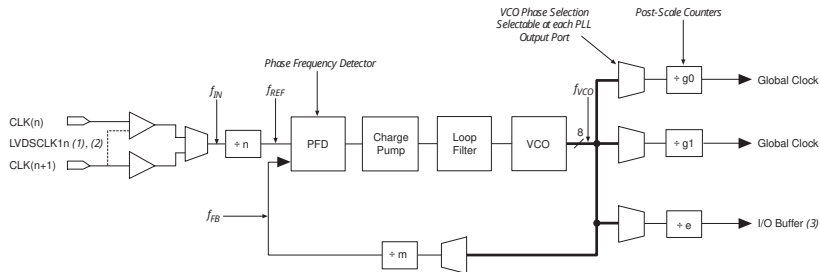 VCO Phase Selection
Selectable at each PLL
Output Port
Post-Scale Counters
Phase Frequency Detector
fIN
fREF
fVCO
÷ g0
Global Clock
CLK(n)
LVDSCLK1n (1), (2)
CLK(n+1)
÷ n
PFD
Charge
Pump
Loop
Filter
VCO
8
÷ g1
Global Clock
fFB
÷ e
I/O Buffer (3)
÷ m